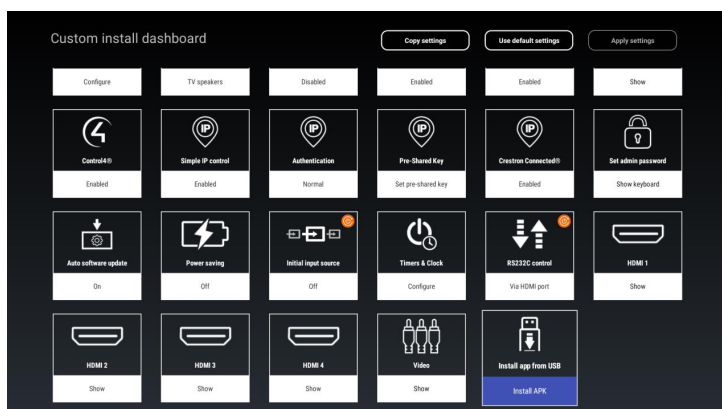 Custom install dashboard
Copy settings
Use default settings
Apply settings
Configure
TV speakers
Disabled
Enabled
Enabled
Show
Control4®
Simple IP control
Authentication
Pre-Shared Key
Crestron Connected®
Set admin password
Enabled
Enabled
Normal
Set pre-shared key
Enabled
Show keyboard
Auto software update
Power saving
Initial input source
Timers & Clock
RS232C control
HDMI 1
On
Off
Off
Configure
Via HDMI port
Show
HDMI 2
HDMI 3
HDMI 4
Video
Install app from USB
Show
Show
Show
Show
Install APK